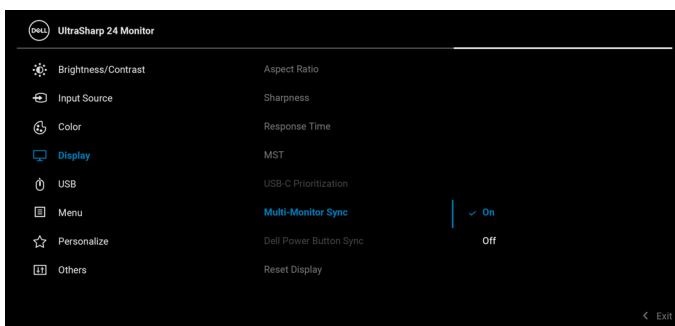 DELL UltraSharp 24 Monitor
Brightness/Contrast
Aspect Ratio
Input Source
Sharpness
Color
Response Time
Display
MST
USB
USB-C Prioritization
Menu
Multi-Monitor Sync
On
Personalize
Dell Power Button Sync
Off
Others
Reset Display
Exit